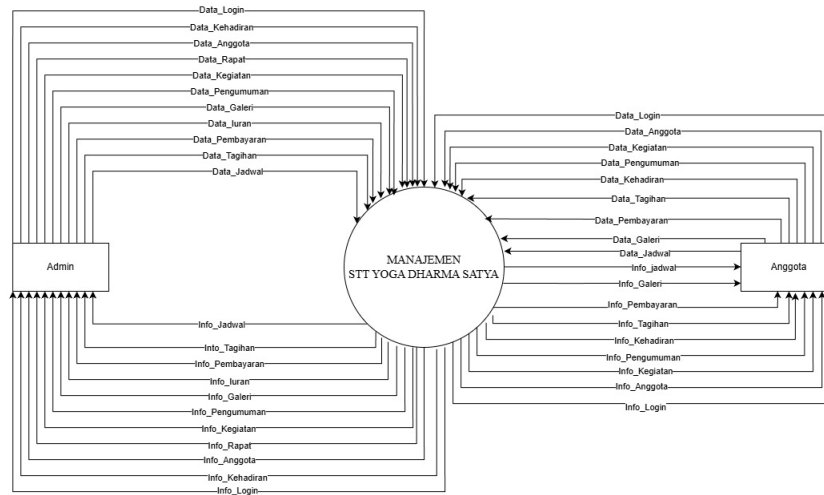 Data_Login
Data_Kehadiran
Data_Anggota
Data_Rapat
Data_Kegiatan
Data_Pengumuman
Data_Galeri
Data_Iuran
Data_Pembayaran
Data_Tagihan
Data_Jadwal
Data_Login
Data_Anggota
Data_Kegiatan
Data_Pengumuman
Data_Kehadiran
Data_Tagihan
Data_Pembayaran
Data_Galeri
Data_Jadwal
Admin
MANAJEMEN
STT YOGA DHARMA SATYA
Anggota
Info_jadwal
Info_Galeri
Info_Pembayaran
Info_Tagihan
Info_Kehadiran
Info_Pengumuman
Info_Kegiatan
Info_Anggota
Info_Login
Info_Jadwal
Info_Tagihan
Info_Pembayaran
Info_Iuran
Info_Galeri
Info_Pengumuman
Info_Kegiatan
Info_Rapat
Info_Anggota
Info_Kehadiran
Info_Login